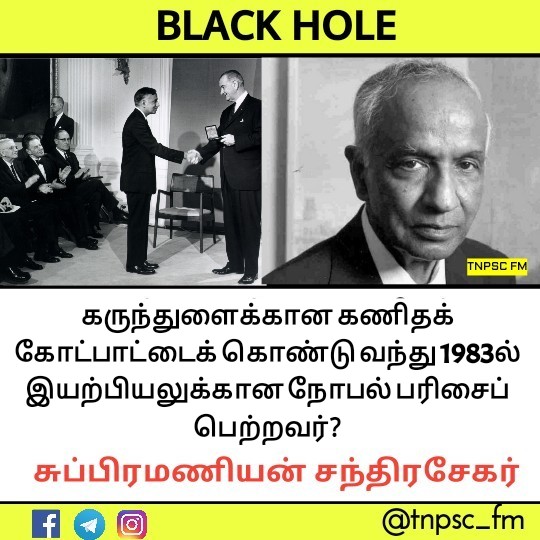 BLACK HOLE
TNPSC FM
கருந்துளைக்கான கணிதக்
கோட்பாட்டைக் கொண்டு வந்து 1983ல்
இயற்பியலுக்கான நோபல் பரிசைப்
பெற்றவர்?
சுப்பிரமணியன் சந்திரசேகர்
@tnpsc_fm